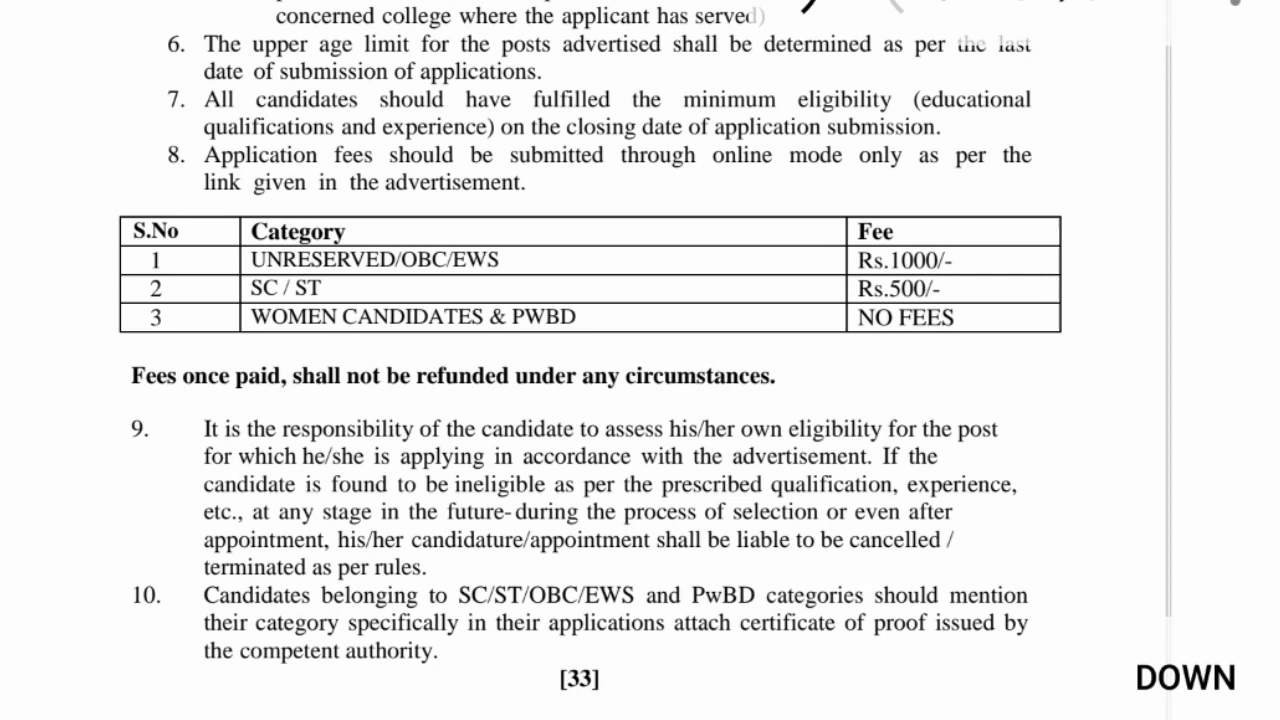 concerned college where the applicant has served)
6. The upper age limit for the posts advertised shall be determined as per the last
date of submission of applications.
7. All candidates should have fulfilled the minimum eligibility (educational
qualifications and experience) on the closing date of application submission.
8. Application fees should be submitted through online mode only as per the
link given in the advertisement.
S.No Category Fee
1 UNRESERVED/OBC/EWS Rs.1000/-
2 SC / ST Rs.500/-
3 WOMEN CANDIDATES & PWBD NO FEES
Fees once paid, shall not be refunded under any circumstances.
9. It is the responsibility of the candidate to assess his/her own eligibility for the post
for which he/she is applying in accordance with the advertisement. If the
candidate is found to be ineligible as per the prescribed qualification, experience,
etc., at any stage in the future-during the process of selection or even after
appointment, his/her candidature/appointment shall be liable to be cancelled /
terminated as per rules.
10. Candidates belonging to SC/ST/OBC/EWS and PwBD categories should mention
their category specifically in their applications attach certificate of proof issued by
the competent authority.
[33]
DOWN